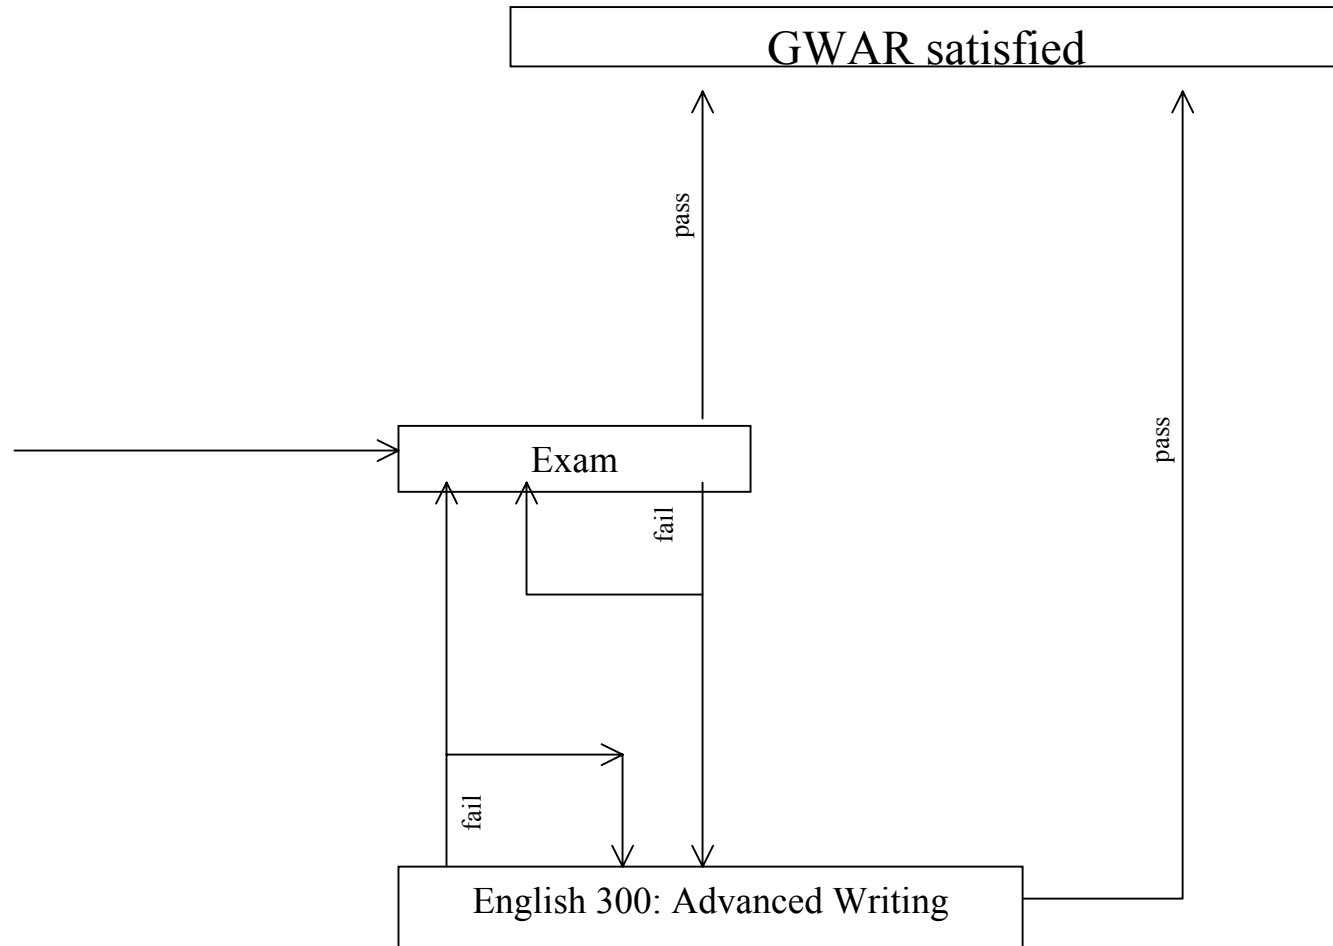 GWAR satisfied
pass
pass
Exam
fail
fail
English 300: Advanced Writing